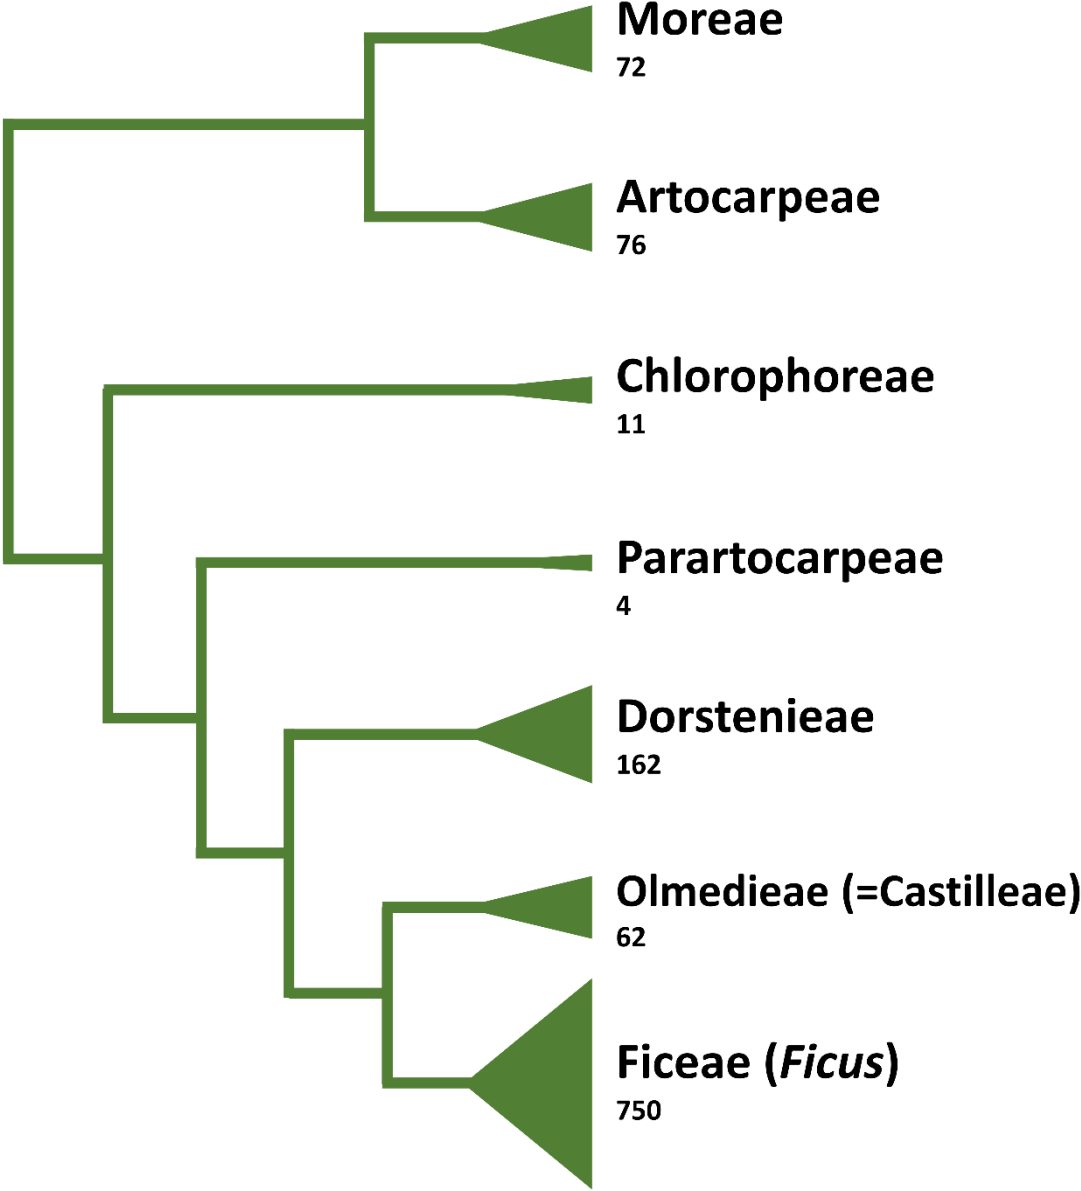 Moreae
72
Artocarpeae
76
Chlorophoreae
11
Parartocarpeae
4
Dorstenieae
162
Olmedieae (=Castilleae)
62
Ficeae (Ficus)
750